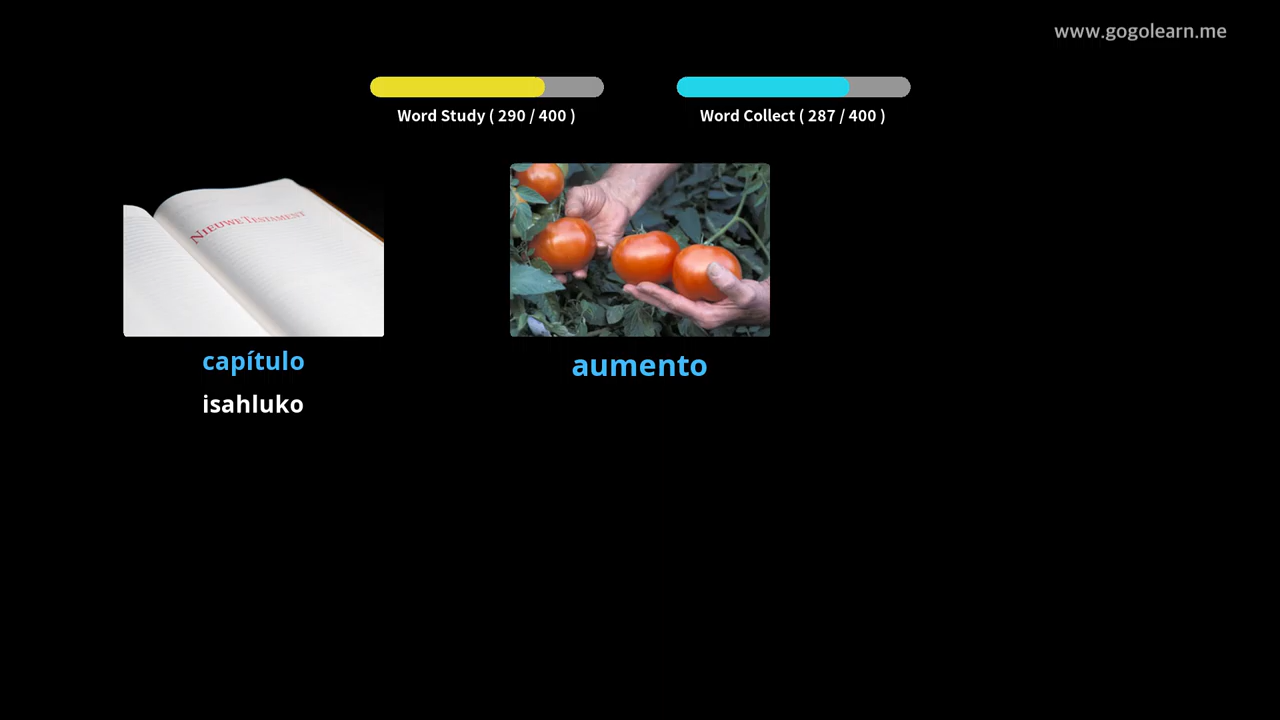 www.gogolearn.me
Word Study ( 290 / 400 )
Word Collect ( 287 / 400 )
NIEUWE TESTAMENT
capítulo
isahluko
aumento